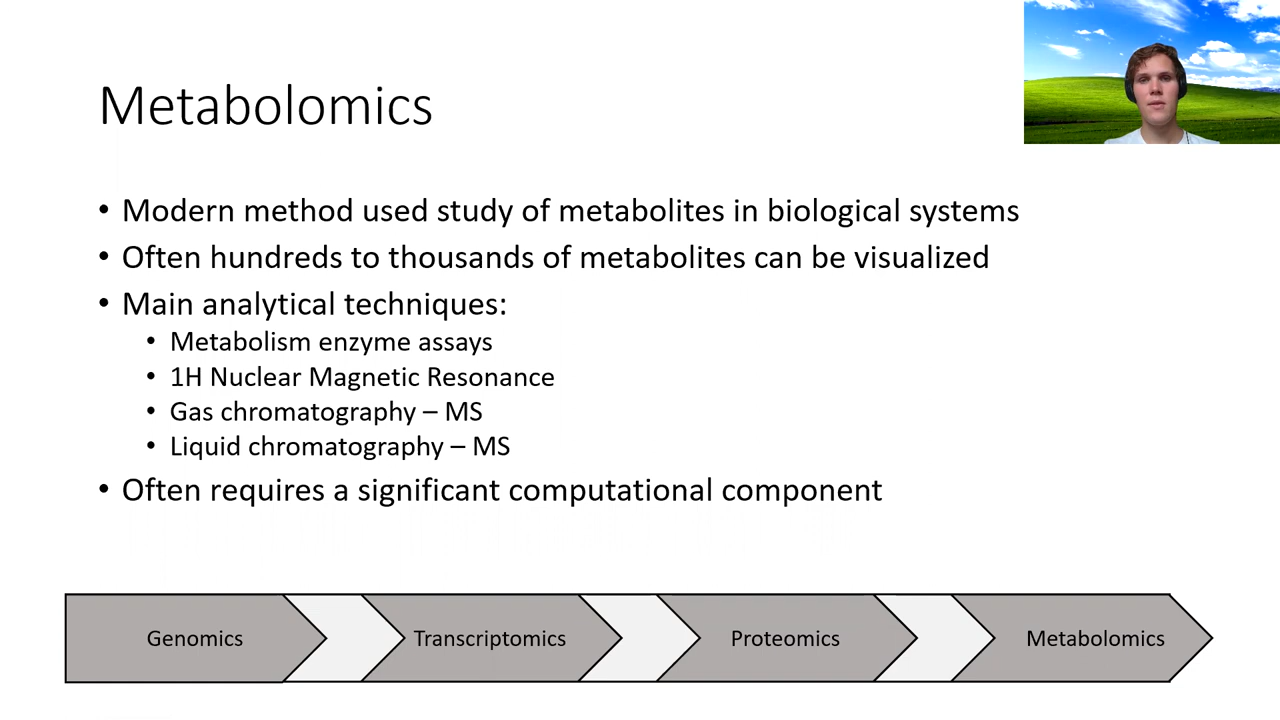 Metabolomics
• Modern method used study of metabolites in biological systems
• Often hundreds to thousands of metabolites can be visualized
• Main analytical techniques:
• Metabolism enzyme assays
• 1H Nuclear Magnetic Resonance
• Gas chromatography – MS
• Liquid chromatography – MS
• Often requires a significant computational component
Genomics
Transcriptomics
Proteomics
Metabolomics